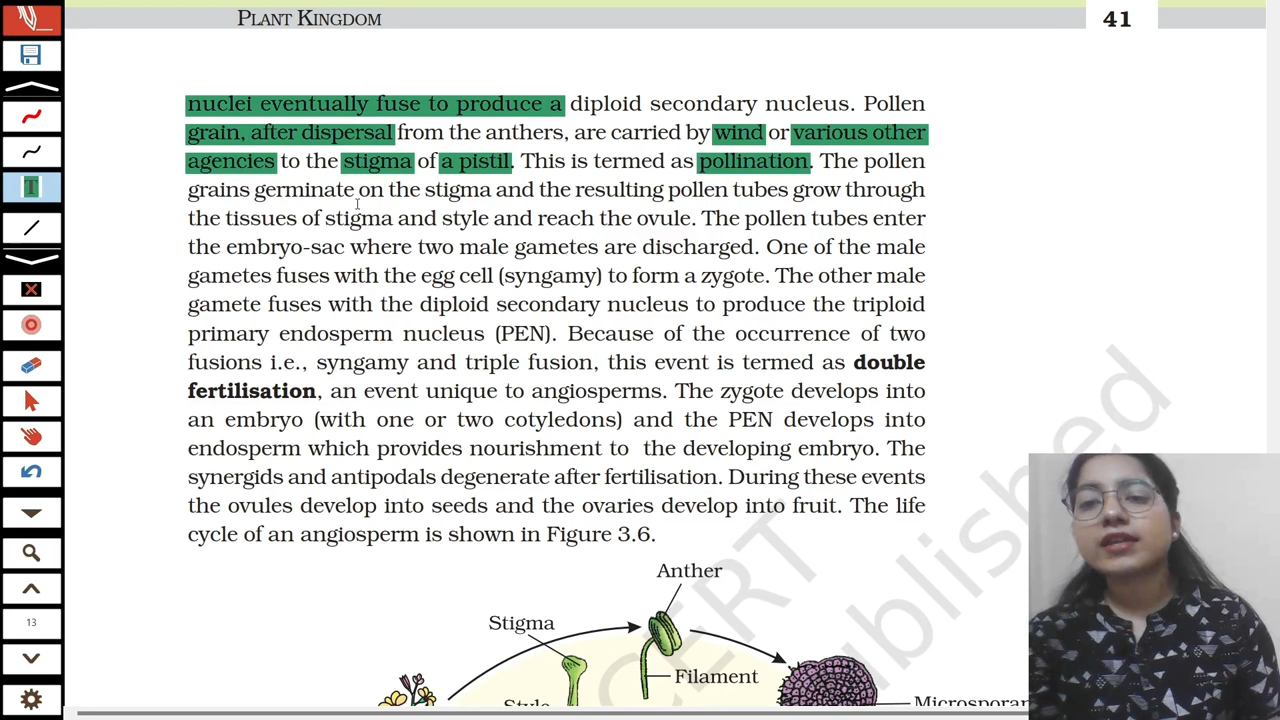 PLANT KINGDOM
41
nuclei eventually fuse to produce a diploid secondary nucleus. Pollen
grain, after dispersal from the anthers, are carried by wind or various other
agencies to the stigma of a pistil. This is termed as pollination. The pollen
grains germinate on the stigma and the resulting pollen tubes grow through
the tissues of stigma and style and reach the ovule. The pollen tubes enter
the embryo-sac where two male gametes are discharged. One of the male
gametes fuses with the egg cell (syngamy) to form a zygote. The other male
gamete fuses with the diploid secondary nucleus to produce the triploid
primary endosperm nucleus (PEN). Because of the occurrence of two
fusions i.e., syngamy and triple fusion, this event is termed as double
fertilisation, an event unique to angiosperms. The zygote develops into
an embryo (with one or two cotyledons) and the PEN develops into
endosperm which provides nourishment to the developing embryo. The
synergids and antipodals degenerate after fertilisation. During these events
the ovules develop into seeds and the ovaries develop into fruit. The life
cycle of an angiosperm is shown in Figure 3.6.
Anther
Stigma
Filament
T
13